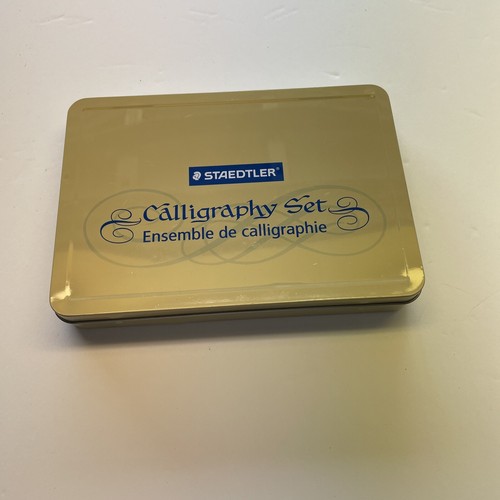 STAEDTLER
Calligraphy Set
Ensemble de calligraphie